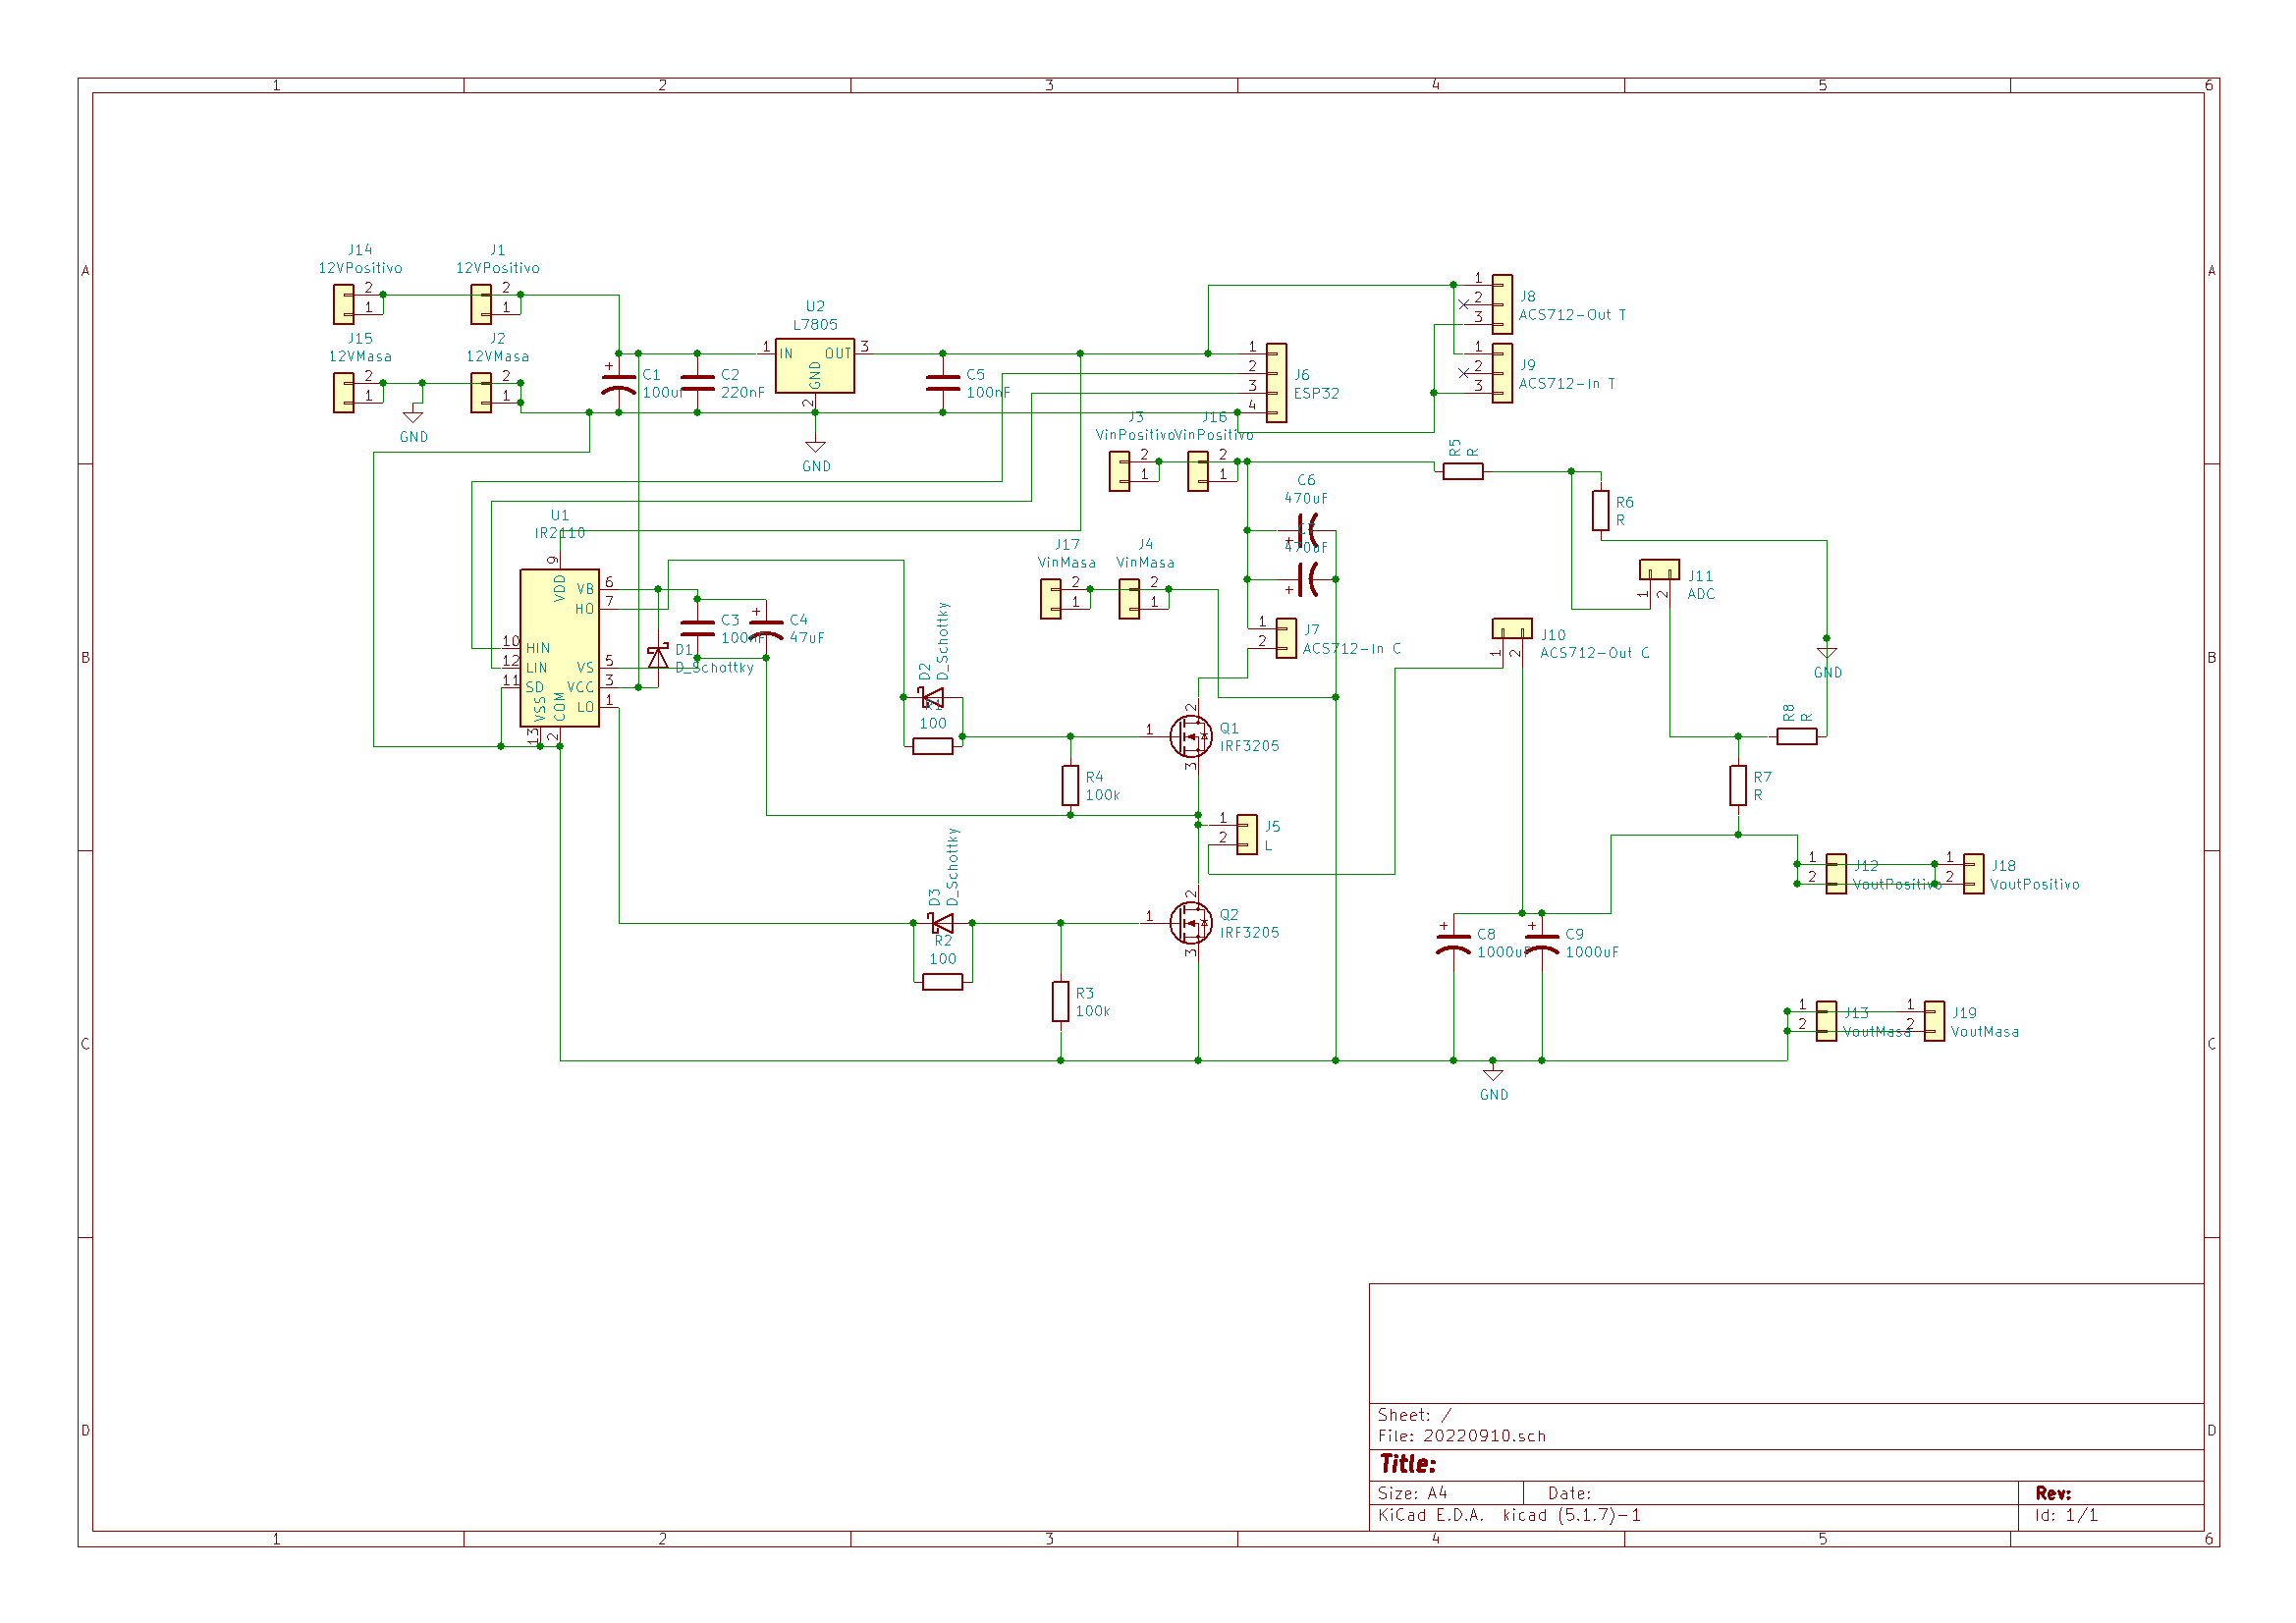 1 2 3 4 5 6
A A
B B
C C
D D
J14
12VPositivo
2
1
J1
12VPositivo
2
1
J15
12VMasa
2
1
J2
12VMasa
2
1
GND
C1
100uF
+
C2
220nF
U2
L7805
1 IN OUT 3
GND
2
GND
C5
100nF
1
2
3
4
J6
ESP32
1
2
3
J8
ACS712-Out T
1
2
3
J9
ACS712-In T
J3
VinPositivo
2
1
J16
VinPositivo
2
1
R5
R
R6
R
C6
470uF
+
C7
470uF
+
J17
VinMasa
2
1
J4
VinMasa
2
1
1
2
J7
ACS712-In C
J11
ADC
1
2
J10
ACS712-Out C
1
2
GND
U1
IR2110
9
VDD
VB 6
HO 7
10 HIN
12 LIN
11 SD
VS 5
VCC 3
LO 1
VSS
COM
13
2
C3
100nF
+
C4
47uF
D1
D_Schottky
D2
D_Schottky
R1
100
1
2
3
Q1
IRF3205
R4
100k
1
2
J5
L
R8
R
R7
R
D3
D_Schottky
R2
100
1
2
3
Q2
IRF3205
R3
100k
+
C8
1000uF
+
C9
1000uF
1
2
J12
VoutPositivo
1
2
J18
VoutPositivo
1
2
J13
VoutMasa
1
2
J19
VoutMasa
GND
Sheet: /
File: 20220910.sch
Title:
Size: A4 Date: Rev:
KiCad E.D.A. kicad (5.1.7)-1 Id: 1/1
1 2 3 4 5 6